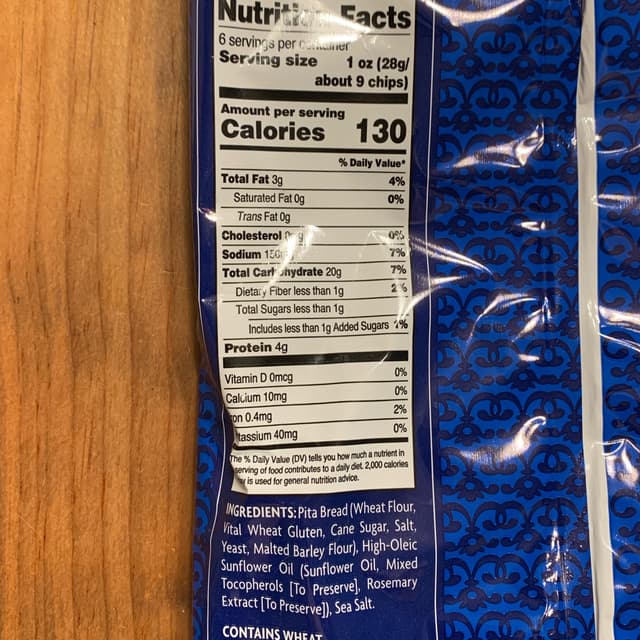 Nutrition Facts
6 servings per container
Serving size 1 oz (28g/
about 9 chips)
Amount per serving
Calories 130
% Daily Value*
Total Fat 3g 4%
Saturated Fat 0g 0%
Trans Fat 0g
Cholesterol 0%
Sodium 7%
Total Carbohydrate 20g 7%
Dietary Fiber less than 1g 2%
Total Sugars less than 1g
Includes less than 1g Added Sugars 1%
Protein 4g
Vitamin D 0mcg 0%
Calcium 10mg 0%
on 0.4mg 2%
tassium 40mg 0%
The % Daily Value (DV) tells you how much a nutrient in
serving of food contributes to a daily diet. 2,000 calories
is used for general nutrition advice.
INGREDIENTS: Pita Bread (Wheat Flour,
Vital Wheat Gluten, Cane Sugar, Salt,
Yeast, Malted Barley Flour), High-Oleic
Sunflower Oil (Sunflower Oil, Mixed
Tocopherols [To Preserve], Rosemary
Extract [To Preserve]), Sea Salt.
CONTAINS WHEAT